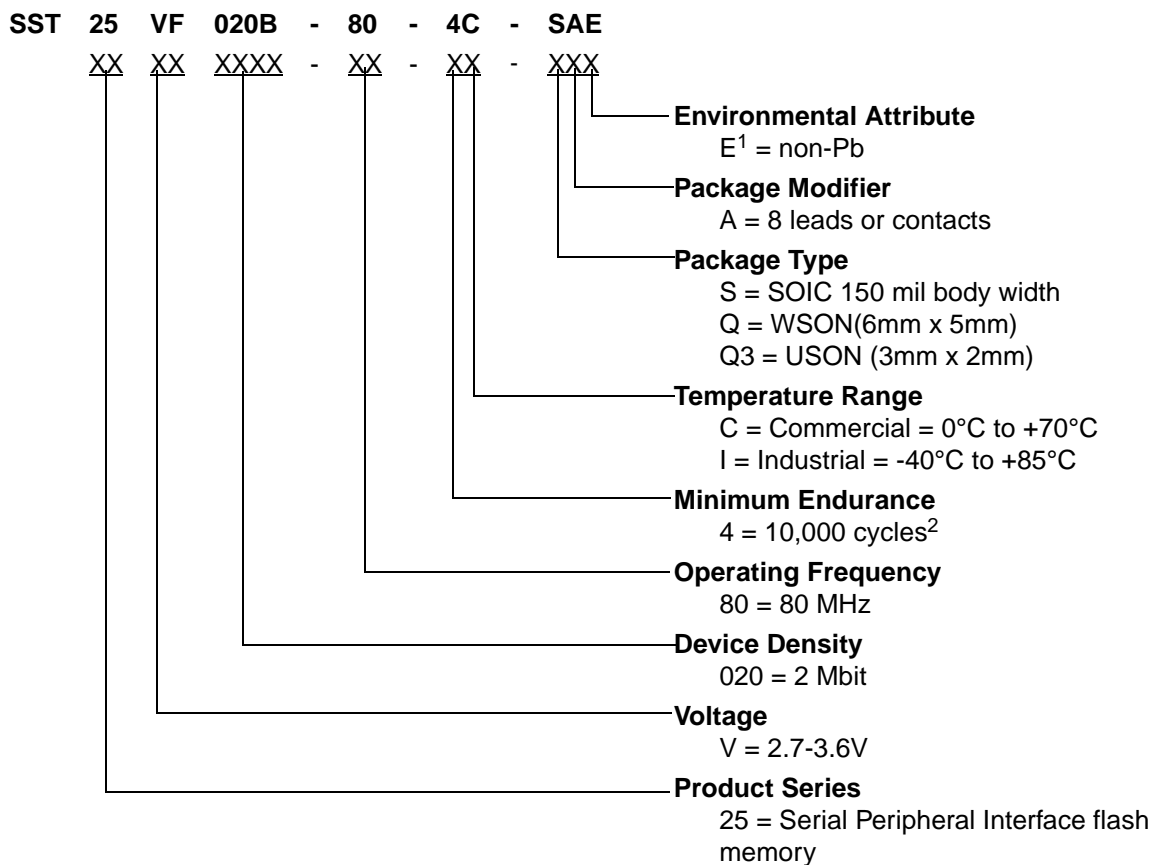 SST 25 VF 020B - 80 - 4C - SAE
XX XX XXXX - XX - XX - XXX
Environmental Attribute
E¹ = non-Pb
Package Modifier
A = 8 leads or contacts
Package Type
S = SOIC 150 mil body width
Q = WSON(6mm x 5mm)
Q3 = USON (3mm x 2mm)
Temperature Range
C = Commercial = 0°C to +70°C
I = Industrial = -40°C to +85°C
Minimum Endurance
4 = 10,000 cycles²
Operating Frequency
80 = 80 MHz
Device Density
020 = 2 Mbit
Voltage
V = 2.7-3.6V
Product Series
25 = Serial Peripheral Interface flash
memory